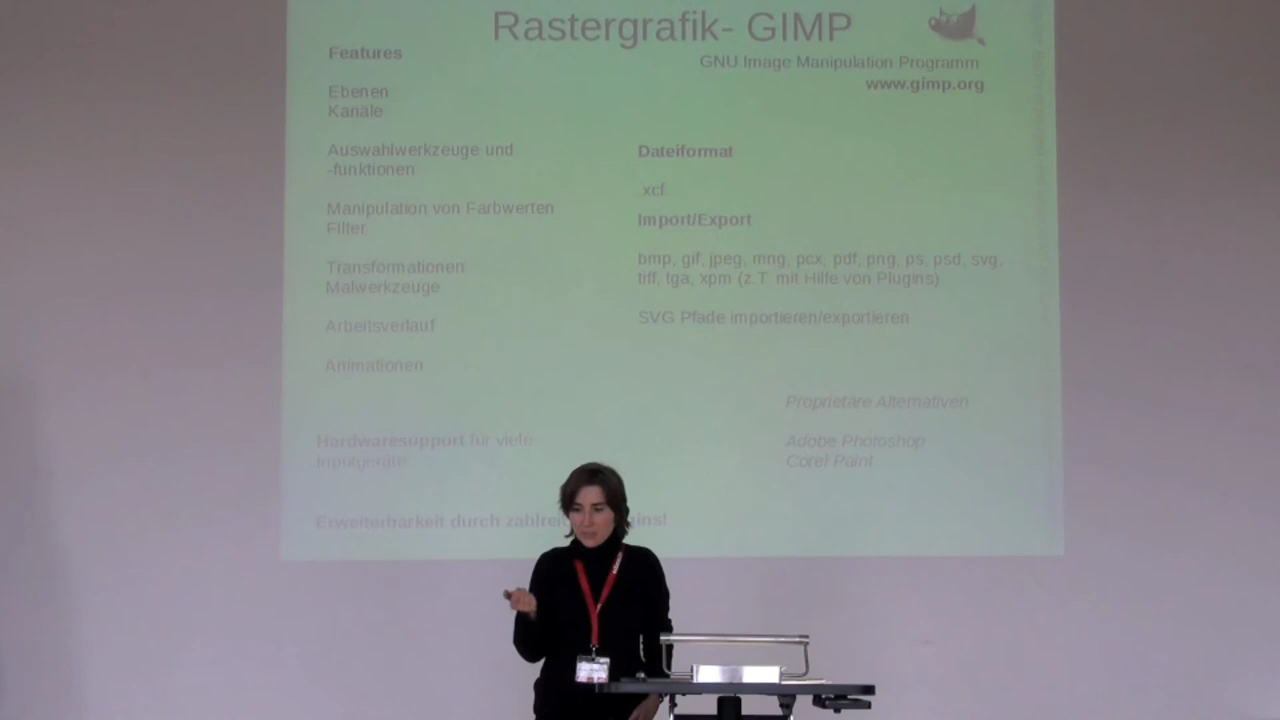 Rastergrafik- GIMP
GNU Image Manipulation Programm
www.gimp.org
Features
Ebenen
Kanäle
Auswahlwerkzeuge und
-funktionen
Manipulation von Farbwerten
Filter
Transformationen
Malwerkzeuge
Arbeitsverlauf
Animationen
Hardwaresupport für viele
Inputgeräte
Erweiterbarkeit durch
Dateiformat
.xcf
Import/Export
bmp, gif, jpeg, mng, pcx, pdf, png, ps, psd, svg,
tiff, tga, xpm (z.T. mit Hilfe von Plugins)
SVG Pfade importieren/exportieren
Proprietäre Alternativen
Adobe Photoshop
Corel Paint